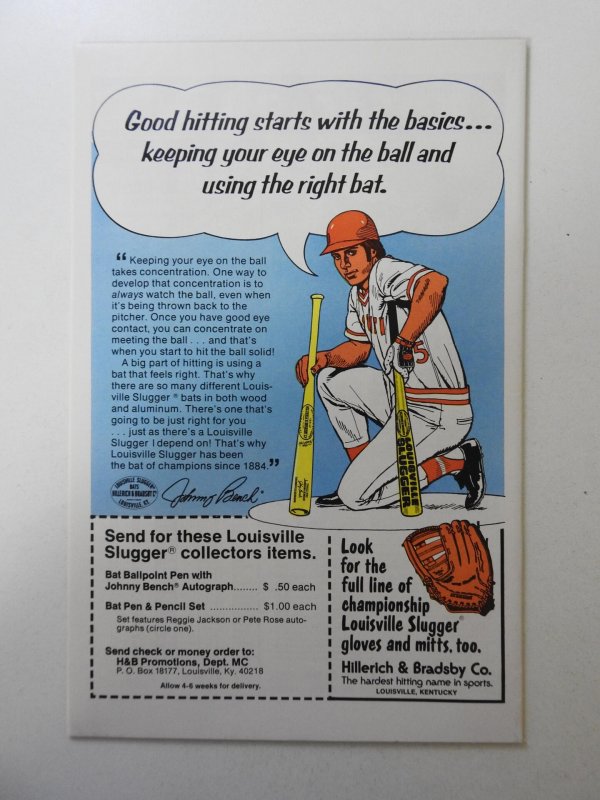 Good hitting starts with the basics...
keeping your eye on the ball and
using the right bat.
“Keeping your eye on the ball
takes concentration. One way to
develop that concentration is to
always watch the ball, even when
it's being thrown back to the
pitcher. Once you have good eye
contact, you can concentrate on
meeting the ball . . . and that's
when you start to hit the ball solid!
A big part of hitting is using a
bat that feels right. That's why
there are so many different Louis-
ville Slugger® bats in both wood
and aluminum. There's one that's
going to be just right for you
. . . just as there's a Louisville
Slugger I depend on! That's why
Louisville Slugger has been
the bat of champions since 1884.”
LOUISVILLE SLUGGER
BATS
HILLERICH & BRADSBY Co
LOUISVILLE, KY.
Johnny Bench
5
LOUISVILLE
SLUGGER
Send for these Louisville
Slugger® collectors items.
Bat Ballpoint Pen with
Johnny Bench® Autograph....... $ .50 each
Bat Pen & Pencil Set ................ $1.00 each
Set features Reggie Jackson or Pete Rose auto-
graphs (circle one).
Send check or money order to:
H&B Promotions, Dept. MC
P. O. Box 18177, Louisville, Ky. 40218
Allow 4-6 weeks for delivery.
Look
for the
full line of
championship
Louisville Slugger®
gloves and mitts, too.
Hillerich & Bradsby Co.
The hardest hitting name in sports.
LOUISVILLE, KENTUCKY